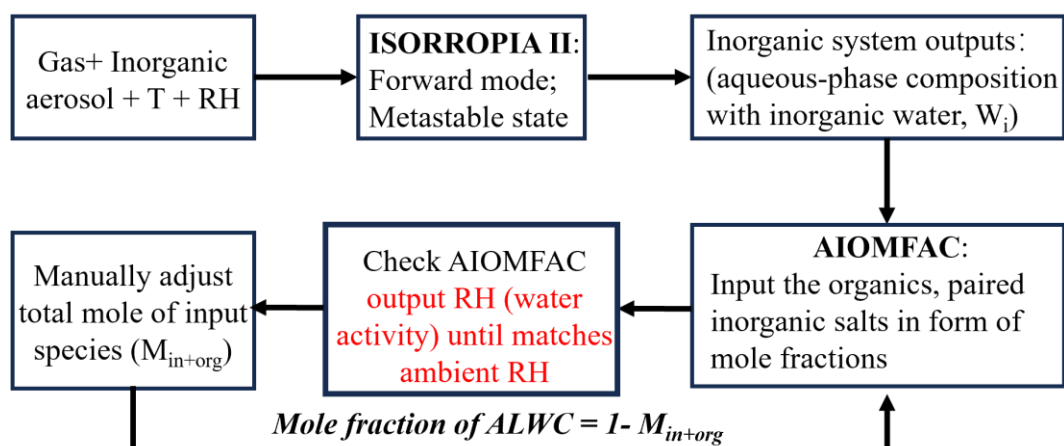 Gas+ Inorganic
aerosol + T + RH
ISORROPIA II:
Forward mode;
Metastable state
Inorganic system outputs：
(aqueous-phase composition
with inorganic water, Wi)
AIOMFAC:
Input the organics, paired
inorganic salts in form of
mole fractions
Check AIOMFAC
output RH (water
activity) until matches
ambient RH
Manually adjust
total mole of input
species (Min+org)
Mole fraction of ALWC = 1- Min+org